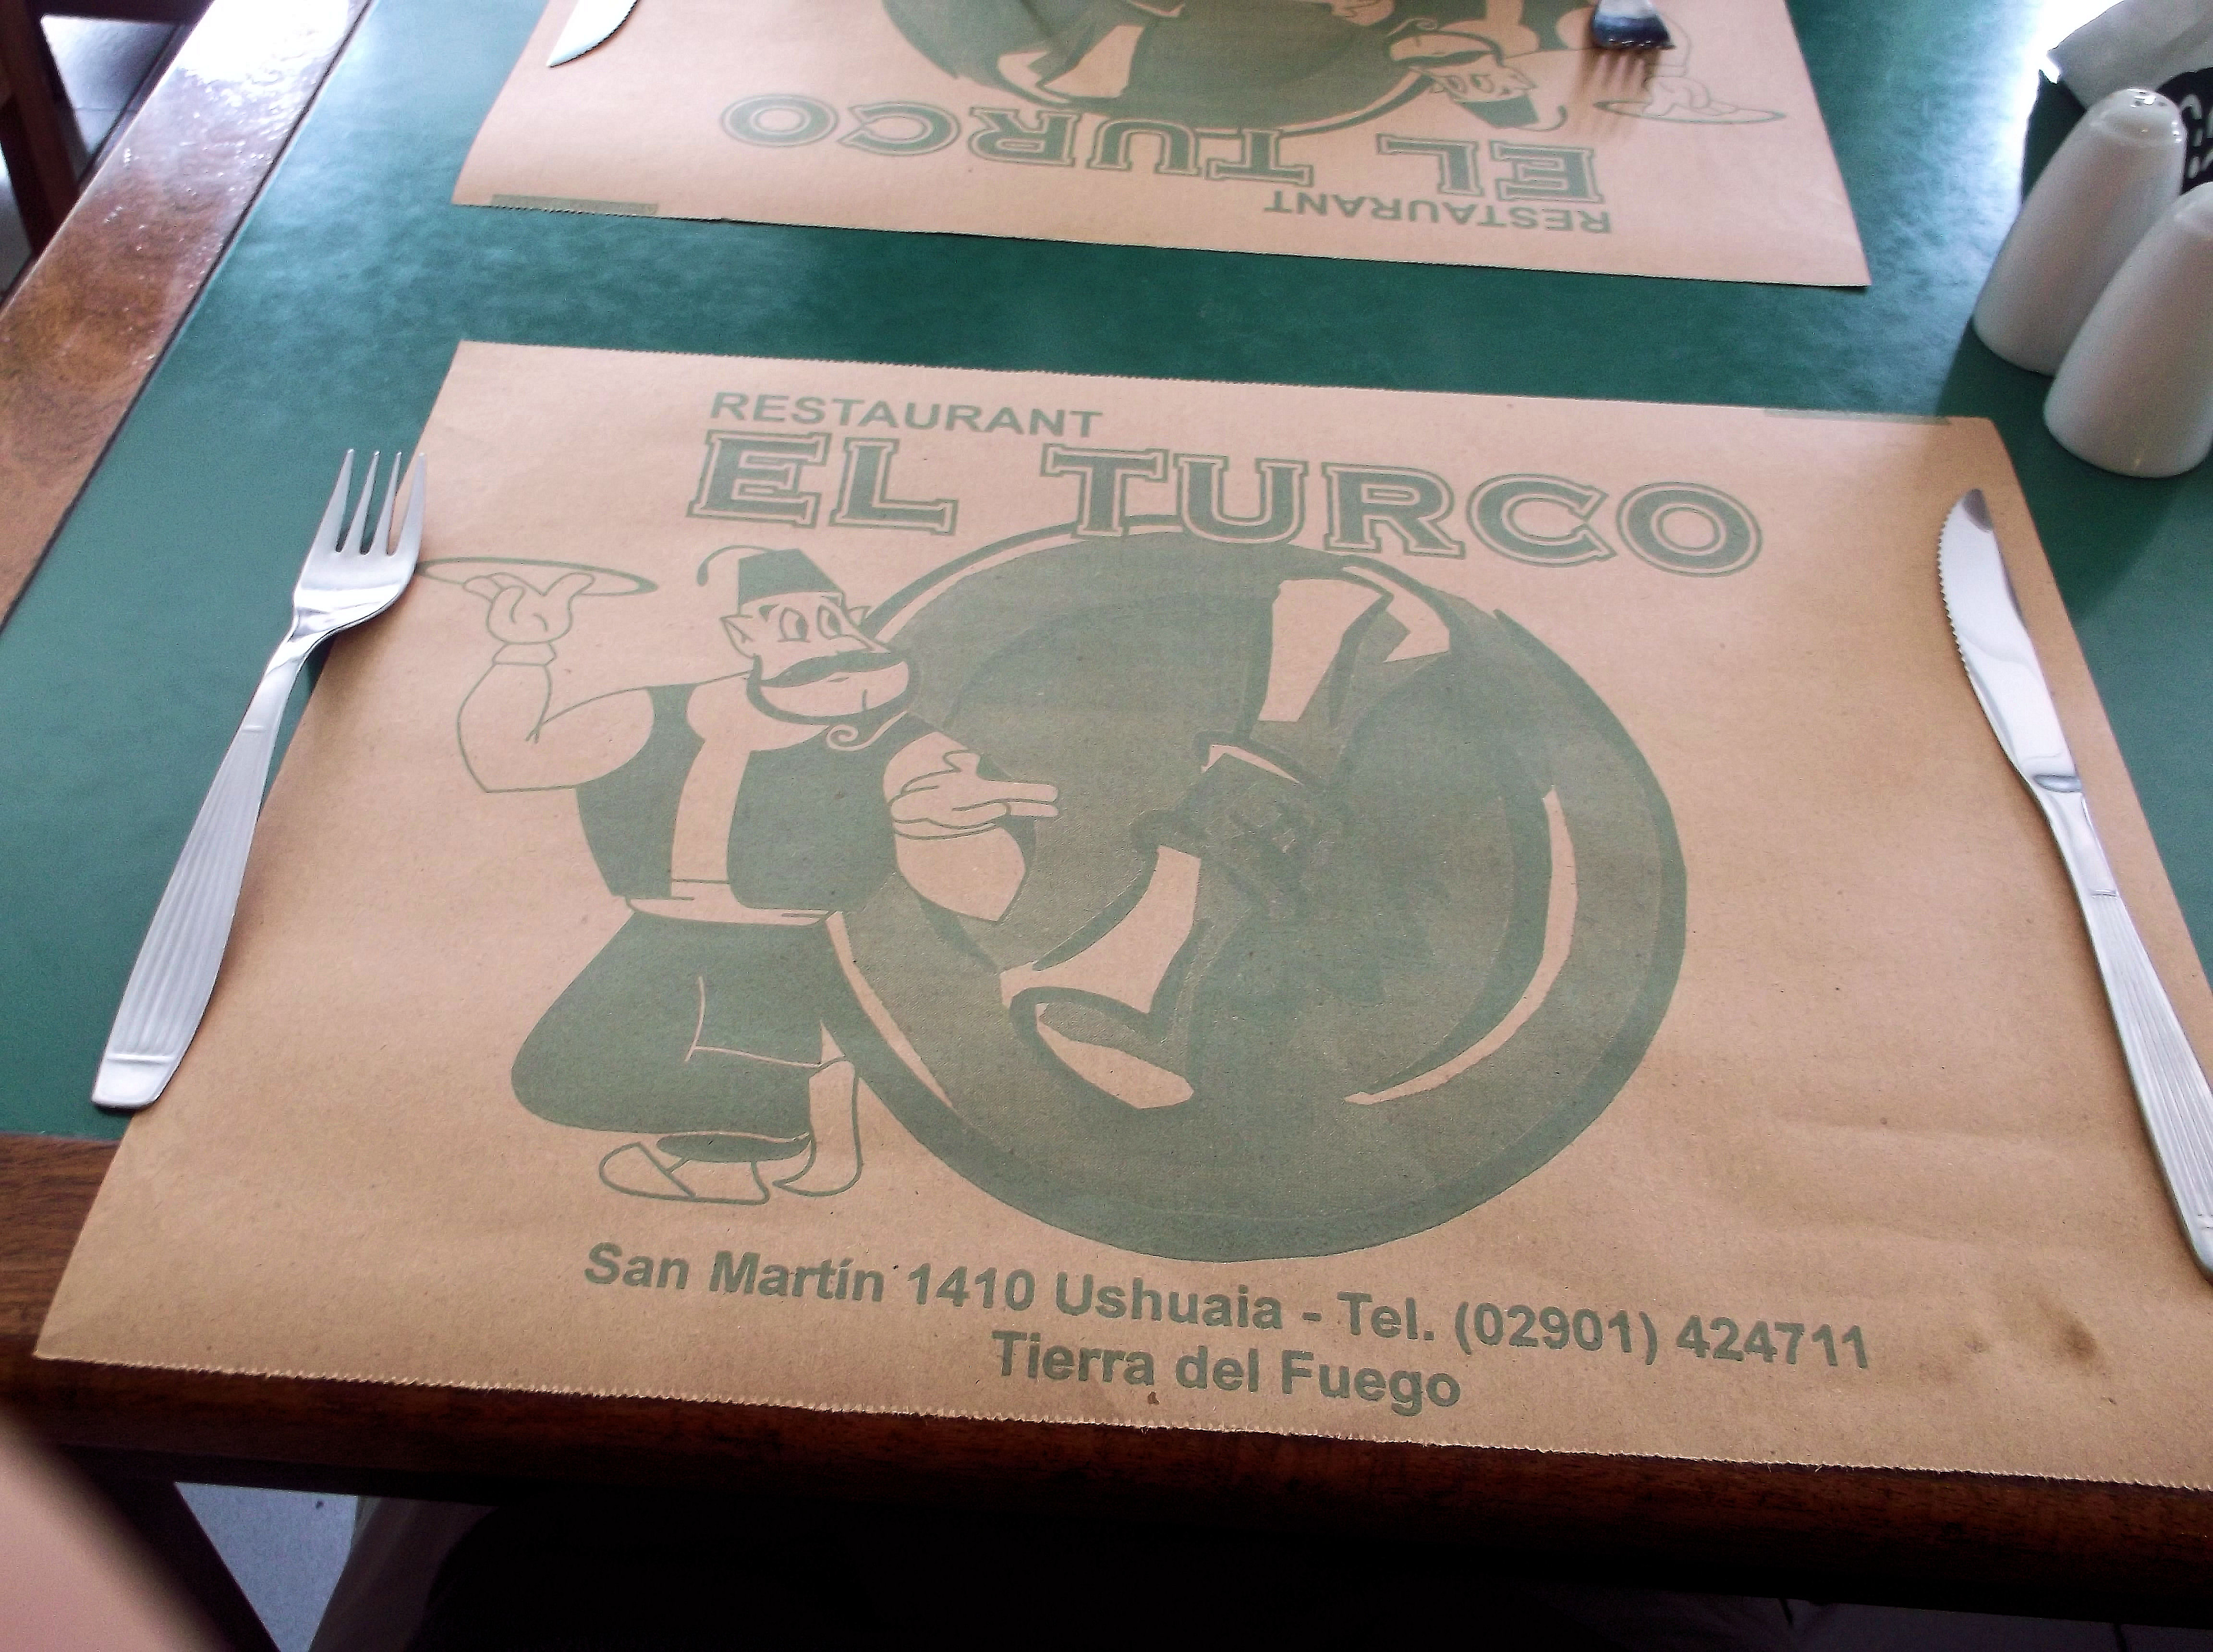 RESTAURANT
EL TURCO
RESTAURANT
EL TURCO
San Martín 1410 Ushuaia - Tel. (02901) 424711
Tierra del Fuego